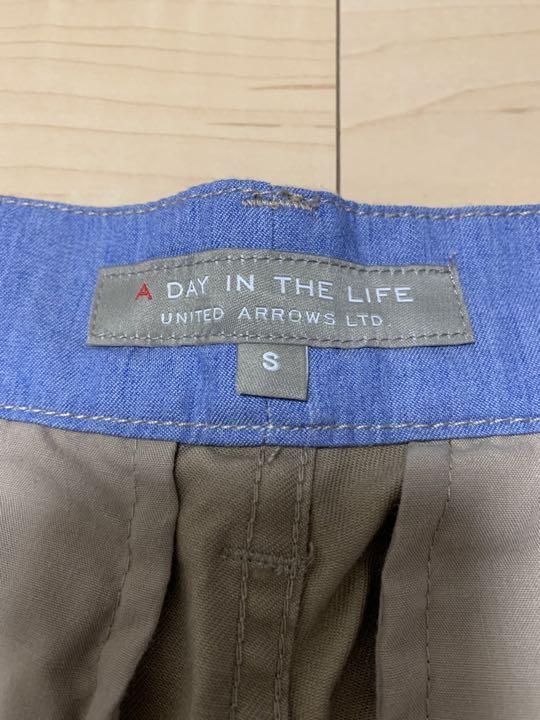 A DAY IN THE LIFE
UNITED ARROWS LTD.
S